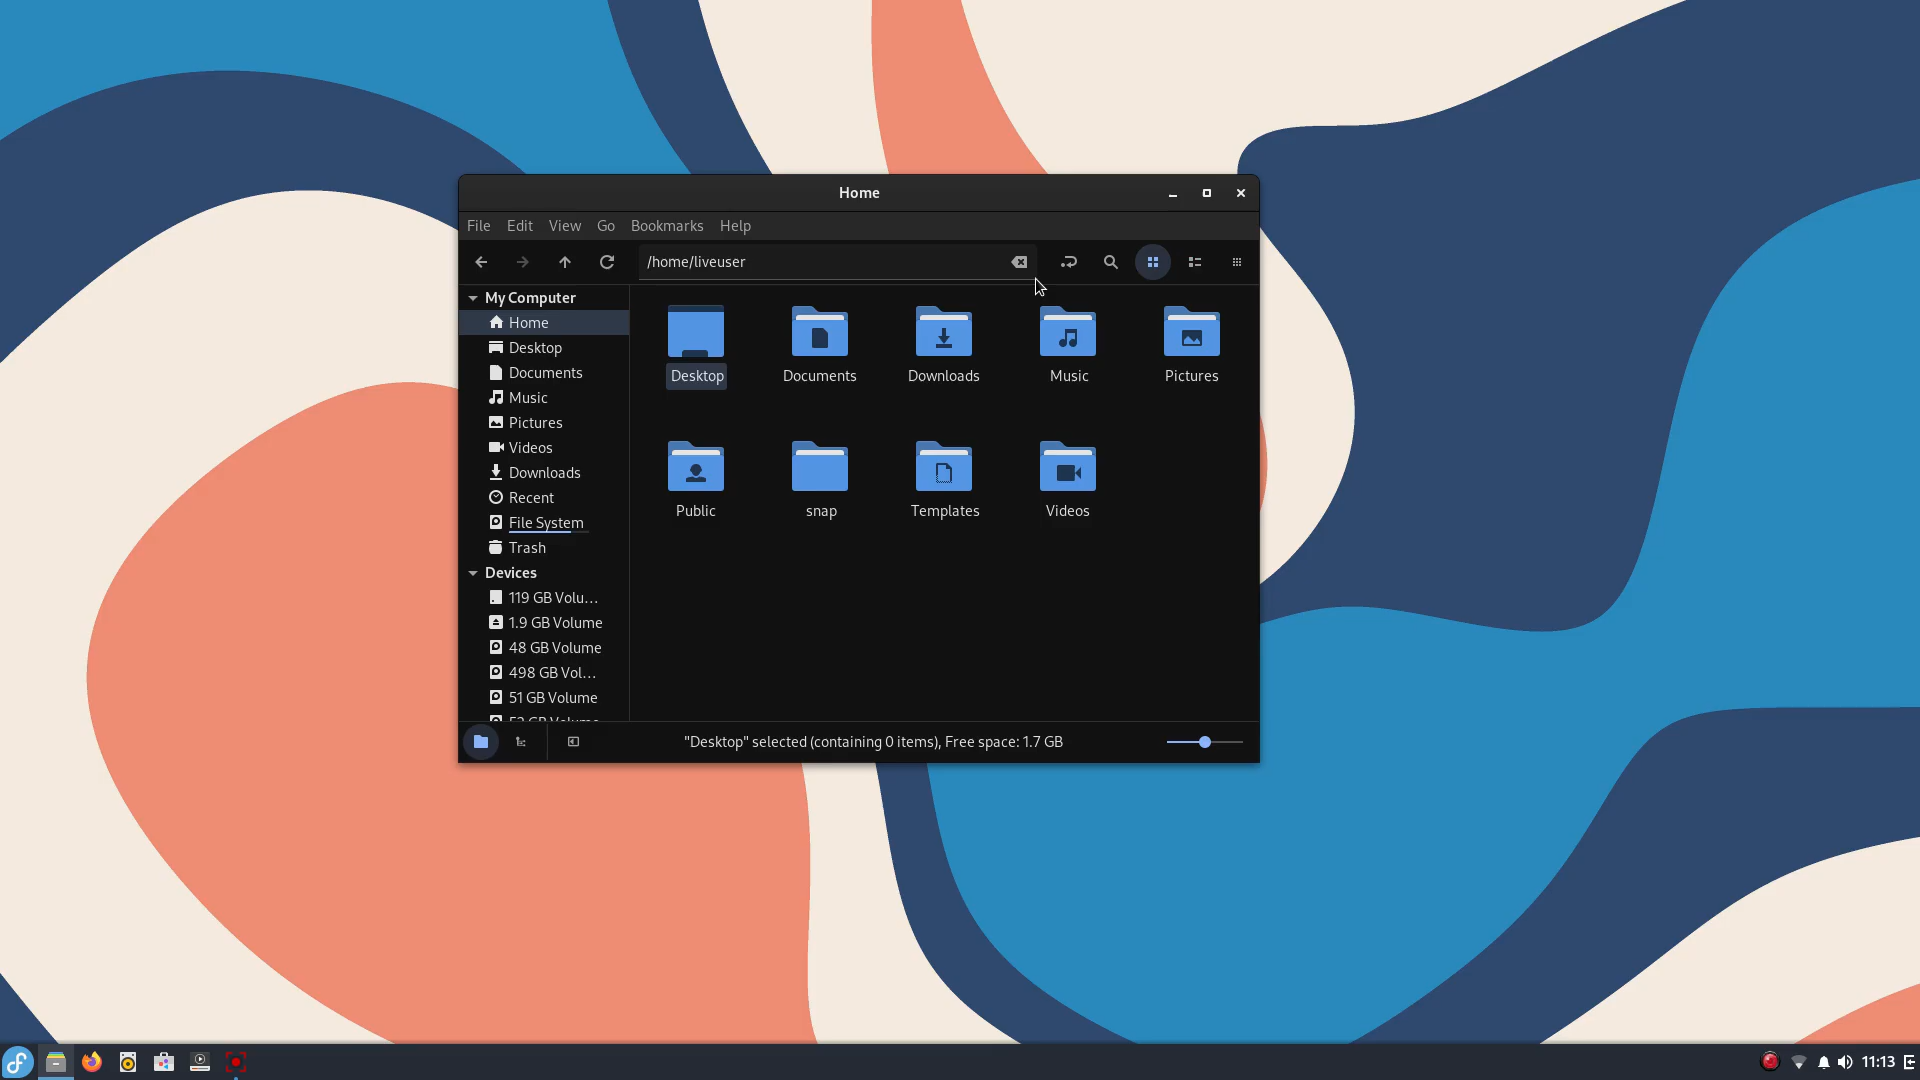 Home
File Edit View Go Bookmarks Help
/home/liveuser
My Computer
Home
Desktop
Documents
Music
Pictures
Videos
Downloads
Recent
File System
Trash
Devices
119 GB Volu...
1.9 GB Volume
48 GB Volume
498 GB Vol...
51 GB Volume
Desktop Documents Downloads Music Pictures
Public snap Templates Videos
"Desktop" selected (containing 0 items), Free space: 1.7 GB
11:13